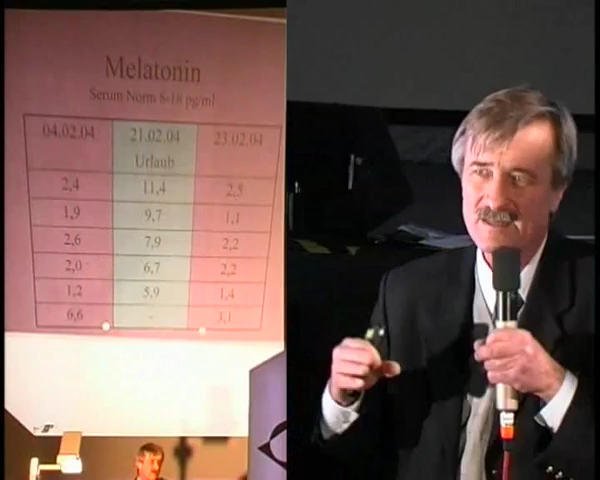 Melatonin
Serum Norm 8-18 pg/ml
04.02.04 21.02.04 23.02.04
Urlaub
2,4 11,4 2,5
1,9 9,7 1,1
2,6 7,9 2,2
2,0 6,7 2,2
1,2 5,9 1,4
6,6 - 3,1